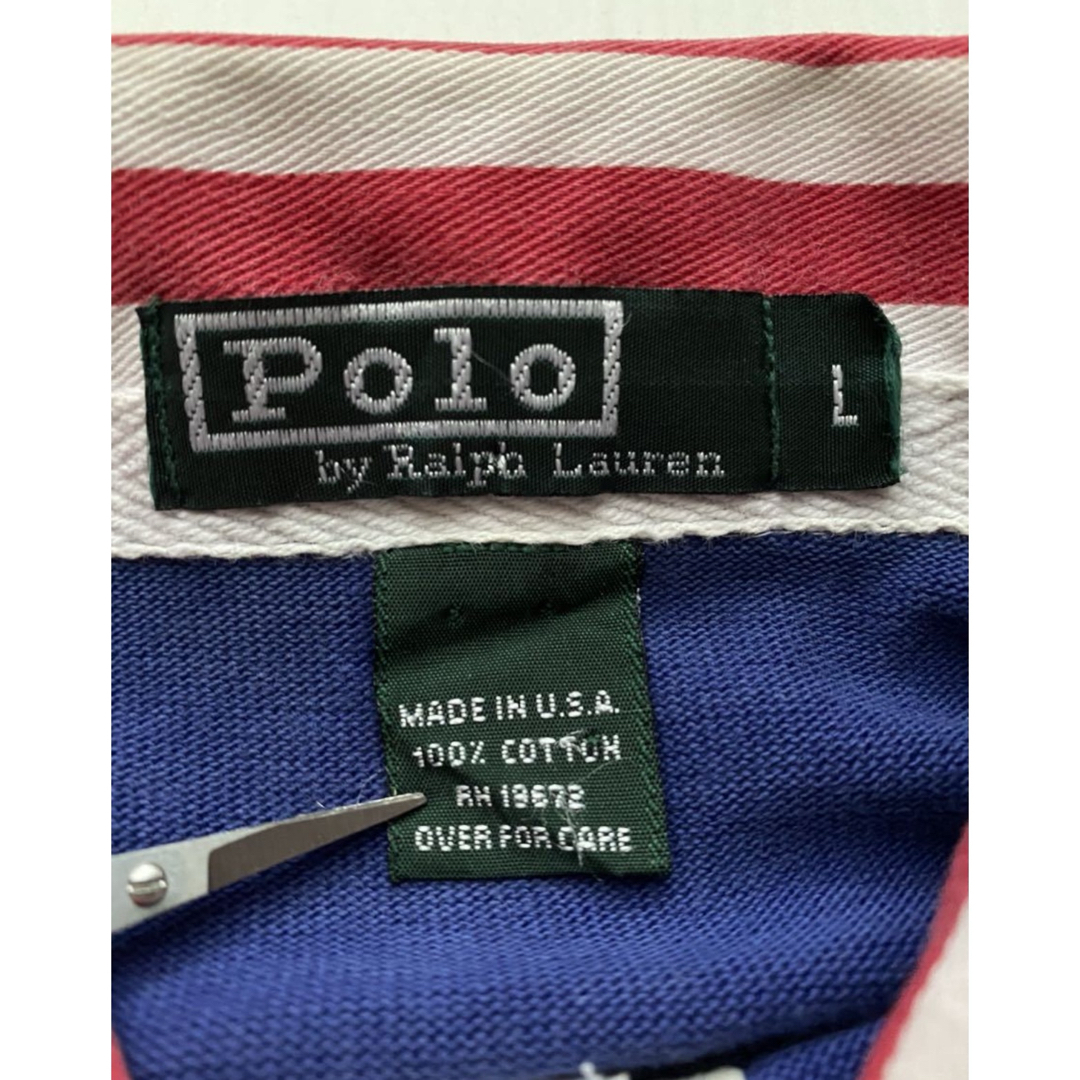 Polo
by Ralph Lauren
L
MADE IN U.S.A.
100% COTTON
RN 18672
OVER FOR CARE